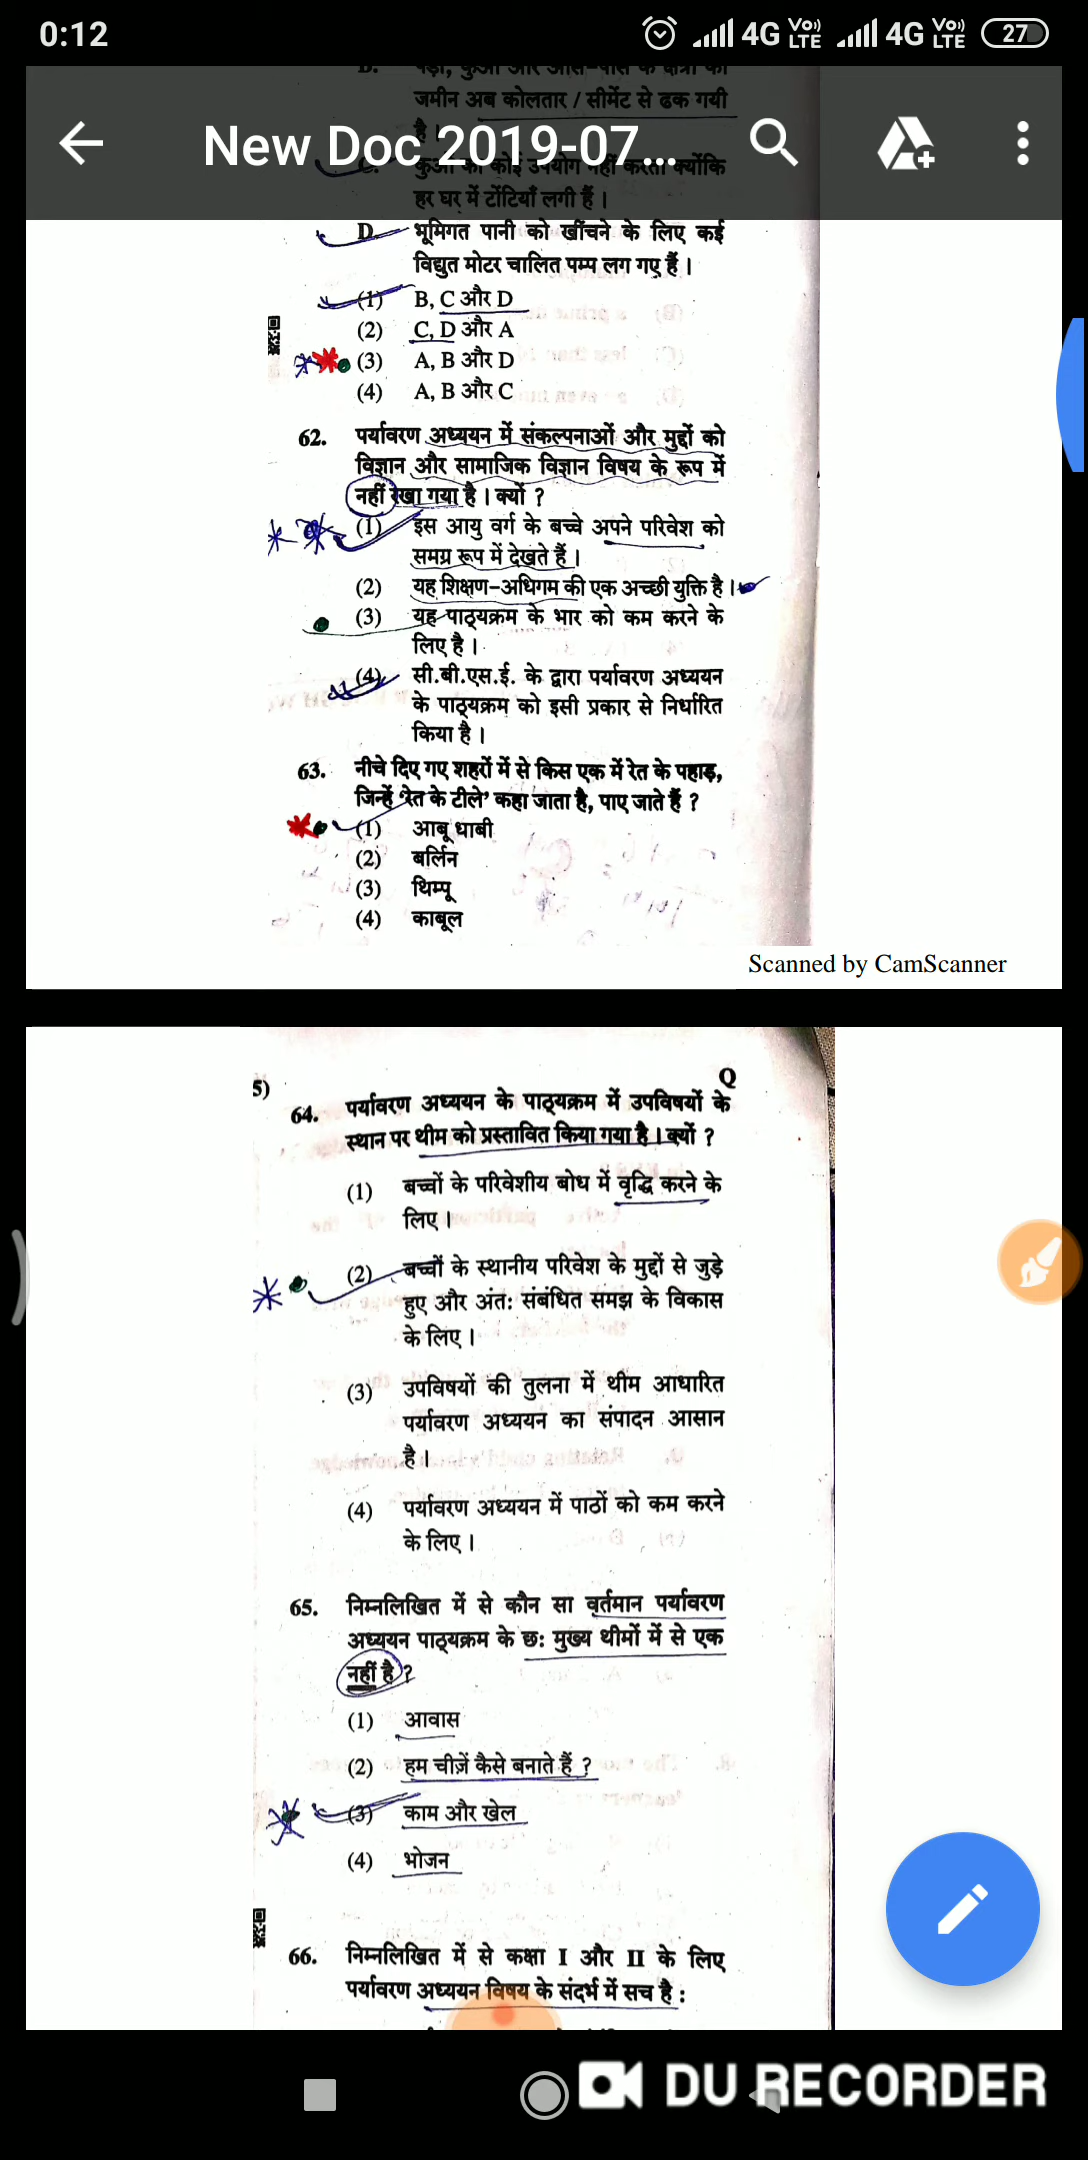 0:12 4G VoLTE 4G VoLTE 27
New Doc 2019-07...
जमीन अब कोलतार / सीमेंट से ढक गयी
है।
कुओं का कोई उपयोग नहीं करता क्योंकि
हर घर में टोंटियाँ लगी हैं।
D. भूमिगत पानी को खींचने के लिए कई
विद्युत मोटर चालित पम्प लग गए हैं।
(1) B, C और D
(2) C, D और A
(3) A, B और D
(4) A, B और C
62. पर्यावरण अध्ययन में संकल्पनाओं और मुद्दों को
विज्ञान और सामाजिक विज्ञान विषय के रूप में
नहीं रखा गया है। क्यों ?
(1) इस आयु वर्ग के बच्चे अपने परिवेश को
समग्र रूप में देखते हैं।
(2) यह शिक्षण-अधिगम की एक अच्छी युक्ति है।
(3) यह पाठ्यक्रम के भार को कम करने के
लिए है।
(4) सी.बी.एस.ई. के द्वारा पर्यावरण अध्ययन
के पाठ्यक्रम को इसी प्रकार से निर्धारित
किया है।
63. नीचे दिए गए शहरों में से किस एक में रेत के पहाड़,
जिन्हें 'रेत के टीले' कहा जाता है, पाए जाते हैं ?
(1) आबू धाबी
(2) बर्लिन
(3) थिम्पू
(4) काबूल
Scanned by CamScanner
5) Q
64. पर्यावरण अध्ययन के पाठ्यक्रम में उपविषयों के
स्थान पर थीम को प्रस्तावित किया गया है। क्यों ?
(1) बच्चों के परिवेशीय बोध में वृद्धि करने के
लिए।
(2) बच्चों के स्थानीय परिवेश के मुद्दों से जुड़े
हुए और अंत: संबंधित समझ के विकास
के लिए।
(3) उपविषयों की तुलना में थीम आधारित
पर्यावरण अध्ययन का संपादन आसान
है।
(4) पर्यावरण अध्ययन में पाठों को कम करने
के लिए।
65. निम्नलिखित में से कौन सा वर्तमान पर्यावरण
अध्ययन पाठ्यक्रम के छ: मुख्य थीमों में से एक
नहीं है ?
(1) आवास
(2) हम चीज़ें कैसे बनाते हैं ?
(3) काम और खेल
(4) भोजन
66. निम्नलिखित में से कक्षा I और II के लिए
पर्यावरण अध्ययन विषय के संदर्भ में सच है :
DU RECORDER